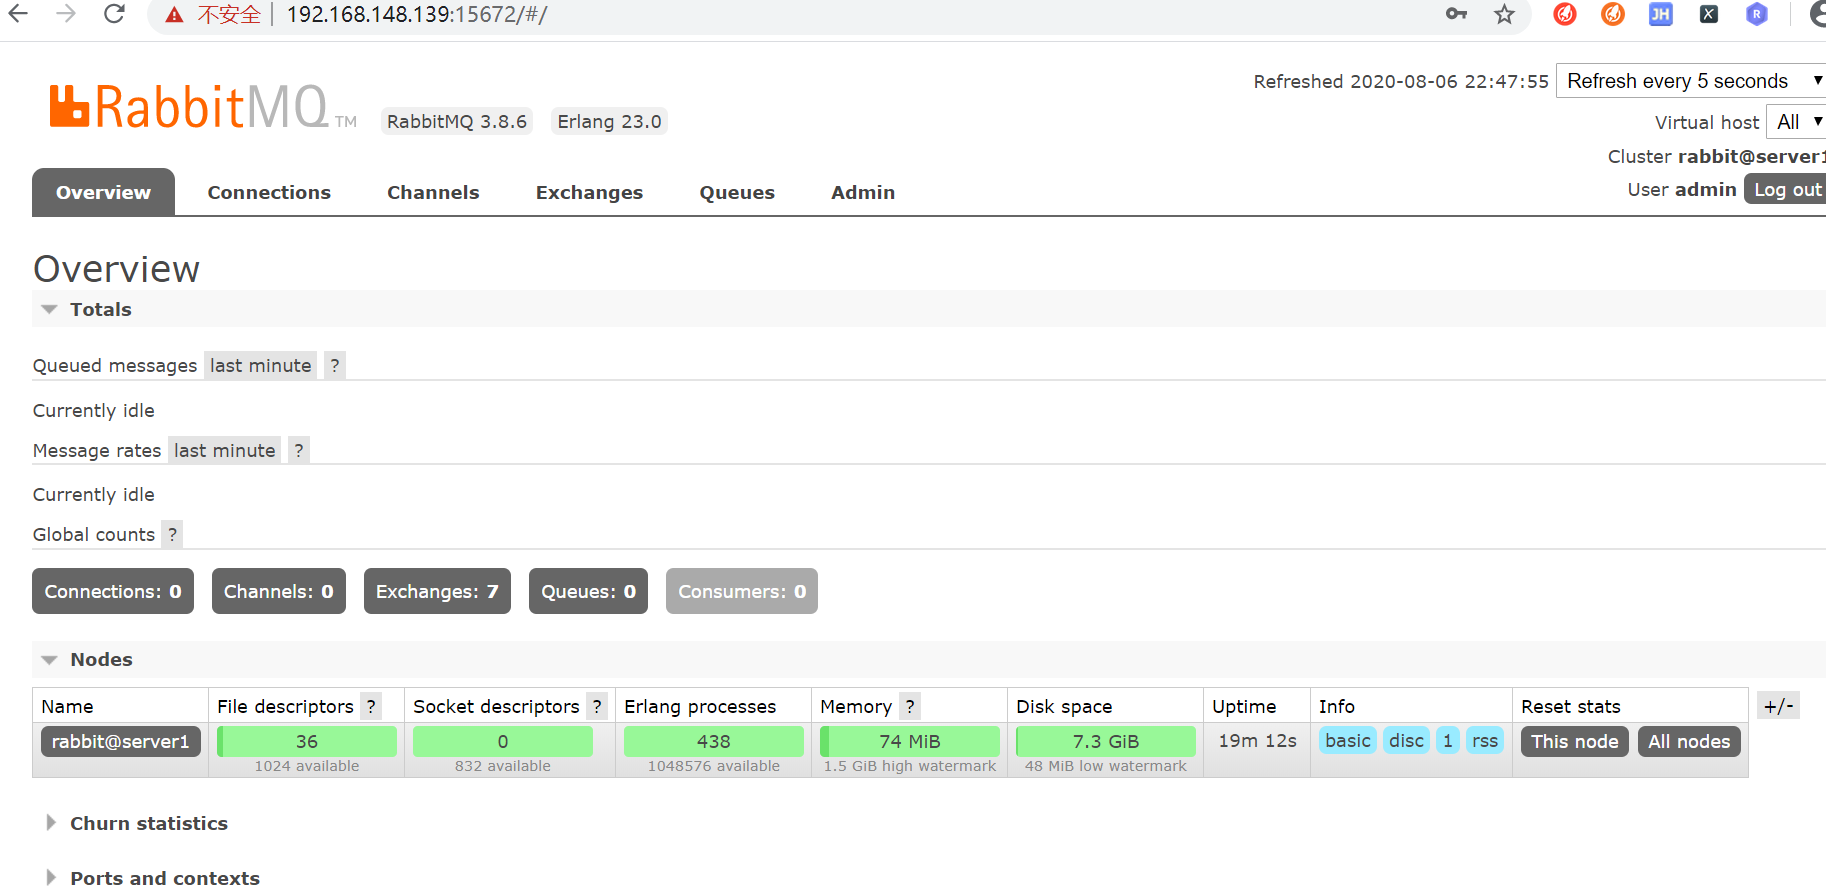 不安全 192.168.148.139:15672/#/
JH X R
Refreshed 2020-08-06 22:47:55 Refresh every 5 seconds
RabbitMQ TM RabbitMQ 3.8.6 Erlang 23.0
Virtual host All
Cluster rabbit@server1
User admin Log out
Overview Connections Channels Exchanges Queues Admin
Overview
Totals
Queued messages last minute ?
Currently idle
Message rates last minute ?
Currently idle
Global counts ?
Connections: 0 Channels: 0 Exchanges: 7 Queues: 0 Consumers: 0
Nodes
Name File descriptors ? Socket descriptors ? Erlang processes Memory ? Disk space Uptime Info Reset stats +/-
rabbit@server1 36 0 438 74 MiB 7.3 GiB 19m 12s basic disc 1 rss This node All nodes
1024 available 832 available 1048576 available 1.5 GiB high watermark 48 MiB low watermark
Churn statistics
Ports and contexts